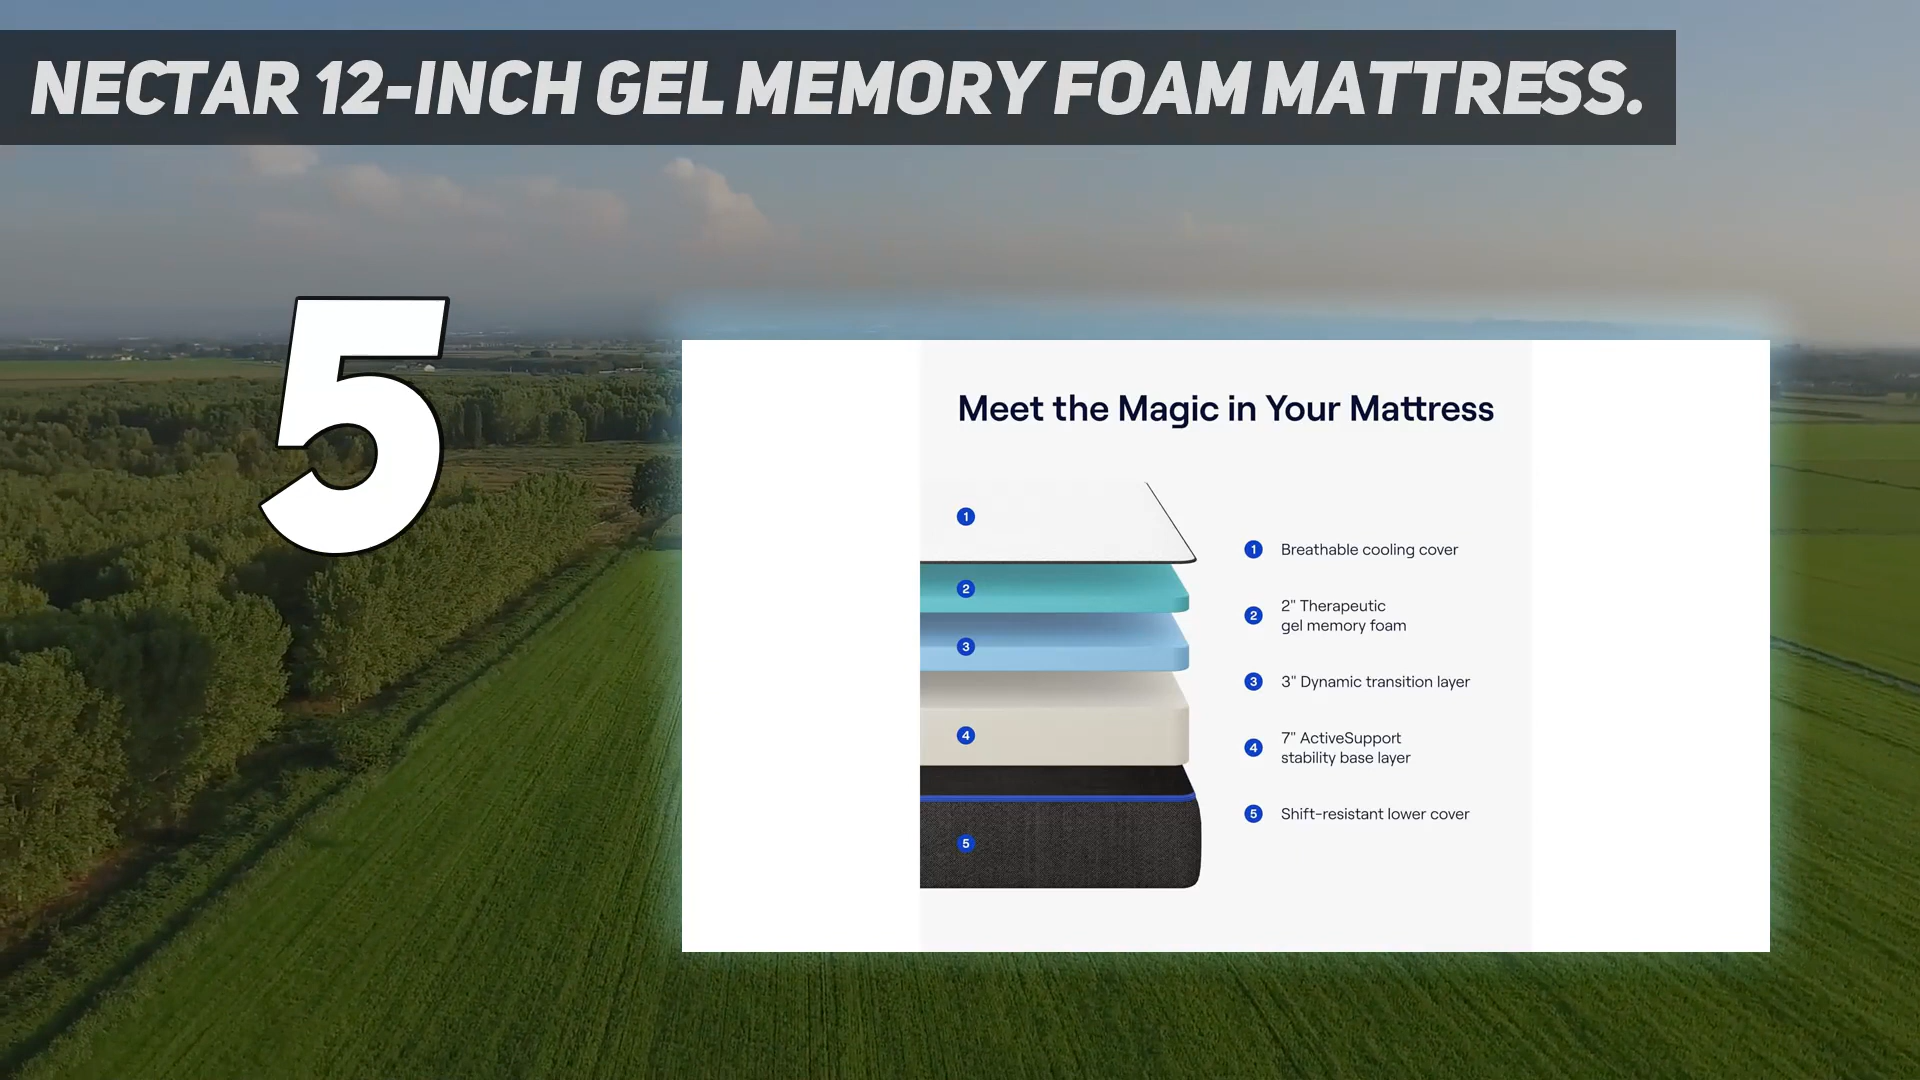 NECTAR 12-INCH GEL MEMORY FOAM MATTRESS.
5
Meet the Magic in Your Mattress
1
2
3
4
5
1 Breathable cooling cover
2 2" Therapeutic
gel memory foam
3 3" Dynamic transition layer
4 7" ActiveSupport
stability base layer
5 Shift-resistant lower cover